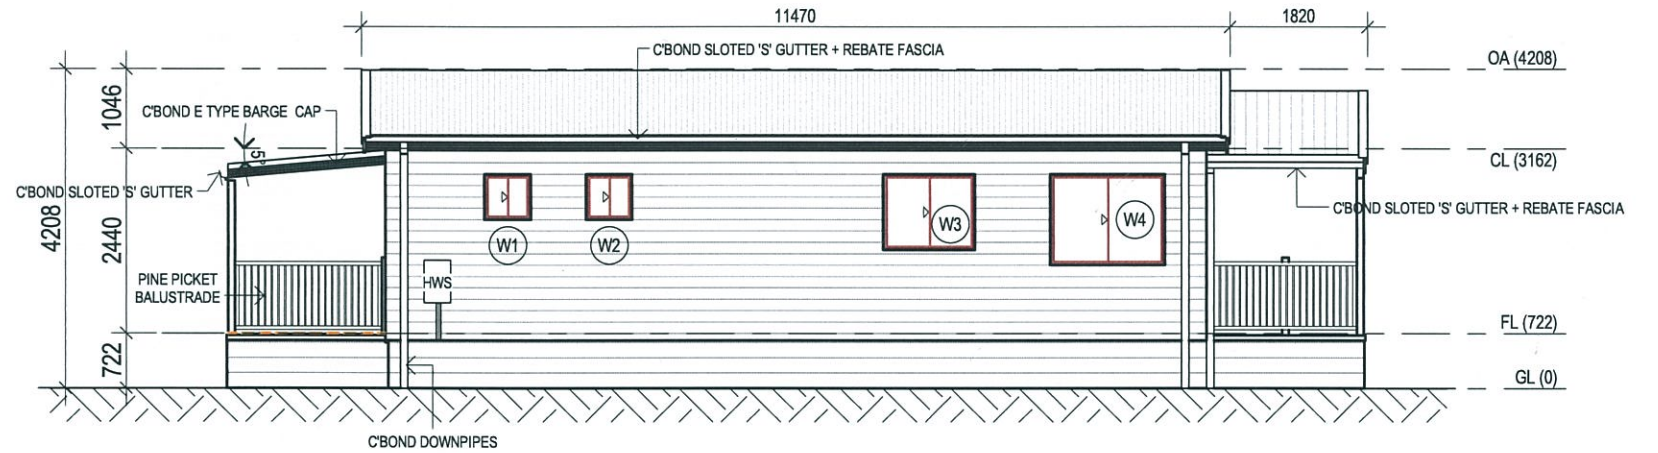 11470
1820
C'BOND SLOTED 'S' GUTTER + REBATE FASCIA
OA (4208)
1046
C'BOND E TYPE BARGE CAP
5°
CL (3162)
C'BOND SLOTED 'S' GUTTER
C'BOND SLOTED 'S' GUTTER + REBATE FASCIA
4208
2440
W1
W2
W3
W4
HWS
PINE PICKET
BALUSTRADE
FL (722)
722
GL (0)
C'BOND DOWNPIPES